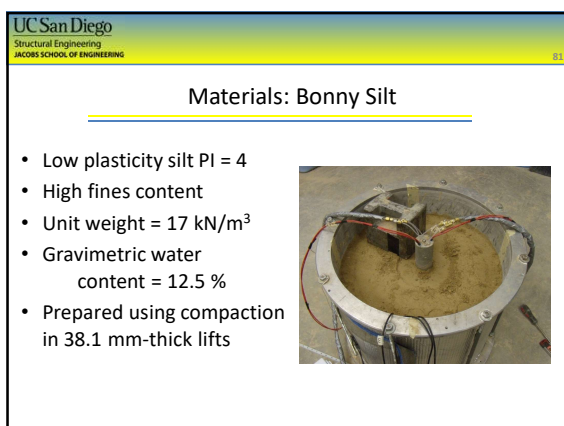 UC San Diego
Structural Engineering
JACOBS SCHOOL OF ENGINEERING
81
Materials: Bonny Silt
• Low plasticity silt PI = 4
• High fines content
• Unit weight = 17 kN/m³
• Gravimetric water
content = 12.5 %
• Prepared using compaction
in 38.1 mm-thick lifts